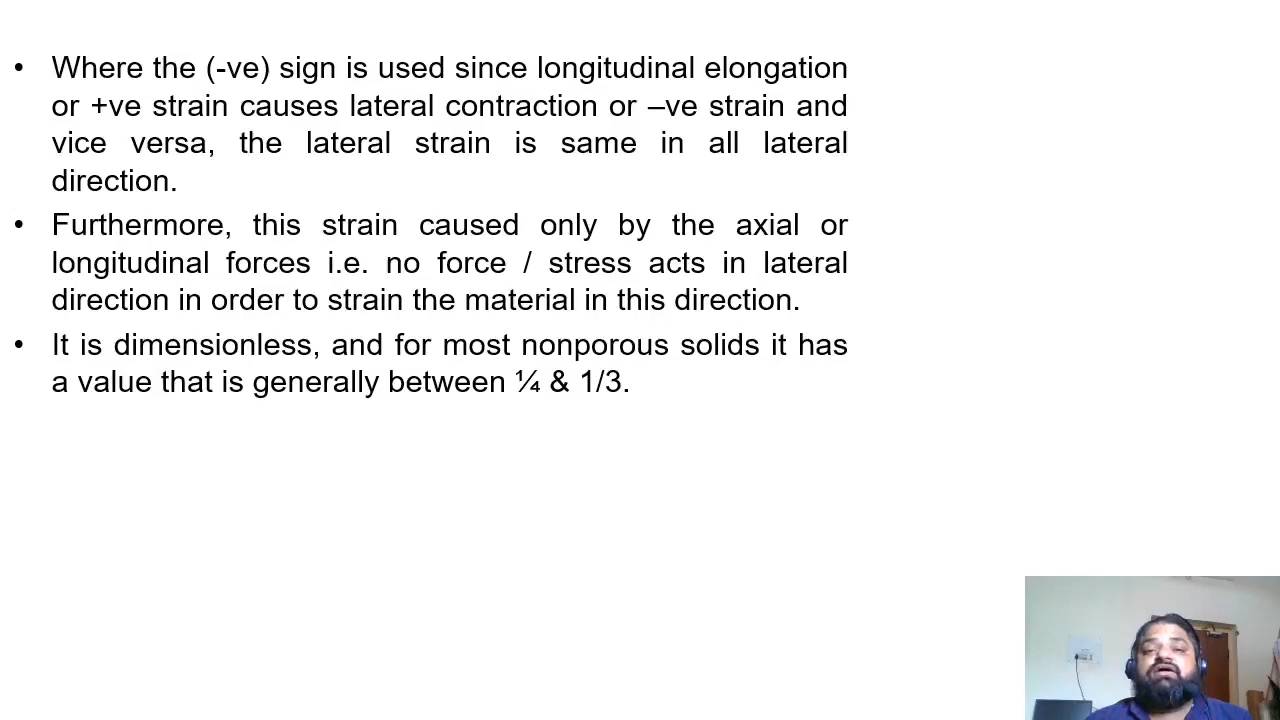 • Where the (-ve) sign is used since longitudinal elongation
or +ve strain causes lateral contraction or –ve strain and
vice versa, the lateral strain is same in all lateral
direction.
• Furthermore, this strain caused only by the axial or
longitudinal forces i.e. no force / stress acts in lateral
direction in order to strain the material in this direction.
• It is dimensionless, and for most nonporous solids it has
a value that is generally between ¼ & 1/3.